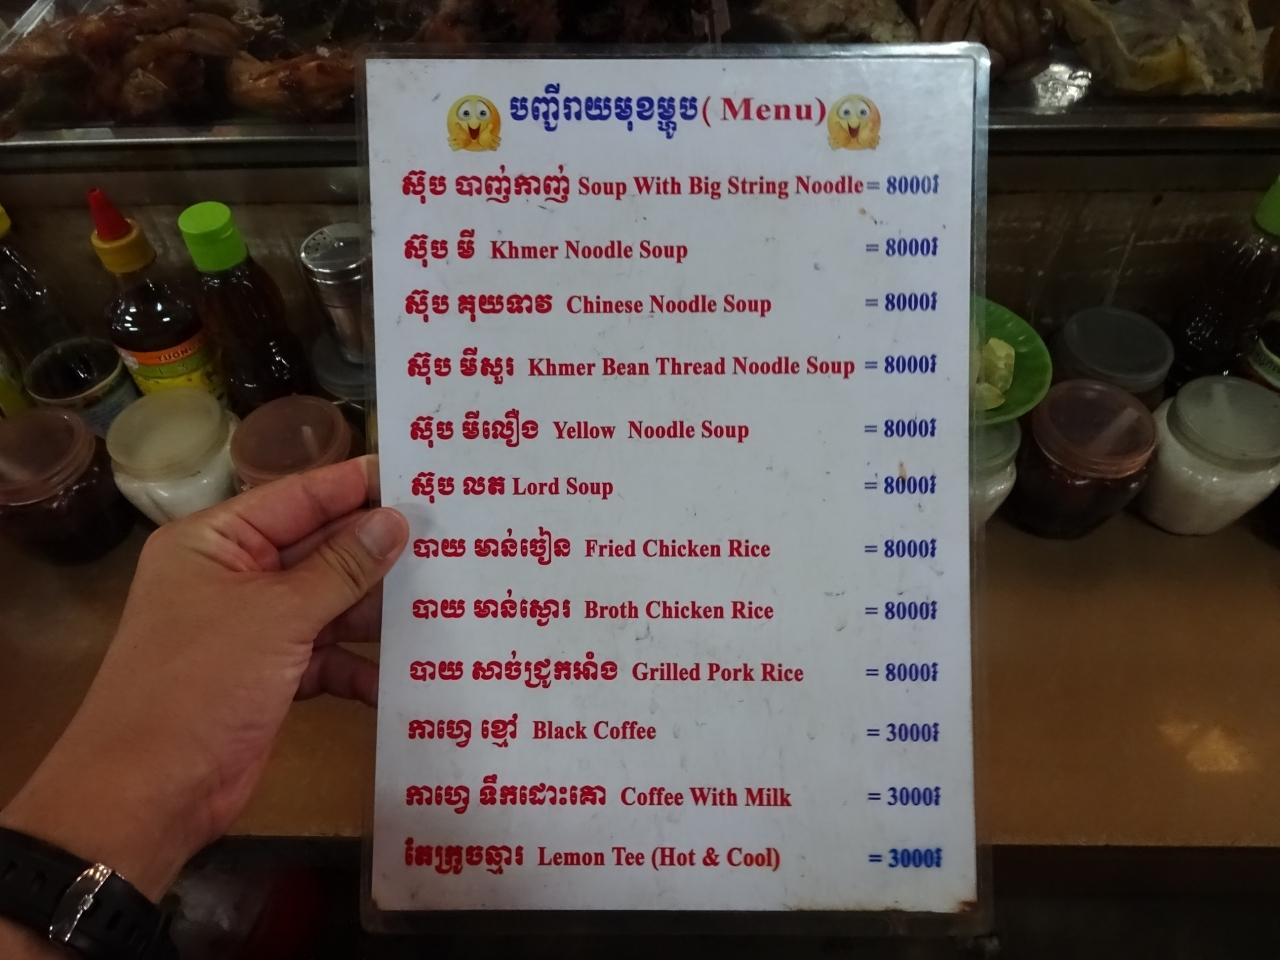 បញ្ជីរាយមុខម្ហូប( Menu)
ស៊ុប បាញ់កាញ់ Soup With Big String Noodle = 8000៛
ស៊ុប មី Khmer Noodle Soup = 8000៛
ស៊ុប គុយទាវ Chinese Noodle Soup = 8000៛
ស៊ុប មីសួរ Khmer Bean Thread Noodle Soup = 8000៛
ស៊ុប មីលឿង Yellow Noodle Soup = 8000៛
ស៊ុប លត Lord Soup = 8000៛
បាយ មាន់ចៀន Fried Chicken Rice = 8000៛
បាយ មាន់ស្ងោរ Broth Chicken Rice = 8000៛
បាយ សាច់ជ្រូកអាំង Grilled Pork Rice = 8000៛
កាហ្វេ ខ្មៅ Black Coffee = 3000៛
កាហ្វេ ទឹកដោះគោ Coffee With Milk = 3000៛
តែក្រូចឆ្មារ Lemon Tee (Hot & Cool) = 3000៛